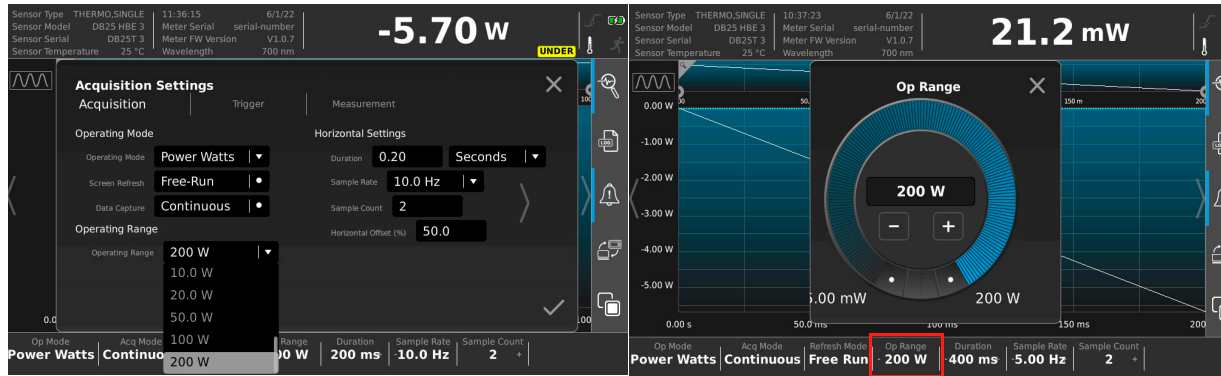 Sensor Type THERMO,SINGLE 11:36:15 6/1/22
Sensor Model DB25 HBE 3 Meter Serial serial-number
Sensor Serial DB25T 3 Meter FW Version V1.0.7
Sensor Temperature 25 °C Wavelength 700 nm
-5.70 W
UNDER
Acquisition Settings
Acquisition Trigger Measurement
Operating Mode Horizontal Settings
Operating Mode Power Watts Duration 0.20 Seconds
Screen Refresh Free-Run Sample Rate 10.0 Hz
Data Capture Continuous Sample Count 2
Operating Range Horizontal Offset (%) 50.0
Operating Range 200 W
10.0 W
20.0 W
50.0 W
100 W
200 W
LOG
Op Mode Acq Mode Range Duration Sample Rate Sample Count
Power Watts 200 ms -10.0 Hz 2 +
Sensor Type THERMO,SINGLE 10:37:23 6/1/22
Sensor Model DB25 HBE 3 Meter Serial serial-number
Sensor Serial DB25T 3 Meter FW Version V1.0.7
Sensor Temperature 25 °C Wavelength 700 nm
21.2 mW
Op Range
150 m
0.00 W
-1.00 W
-2.00 W
-3.00 W
-4.00 W
-5.00 W
200 W
- +
.00 mW 200 W
0.00 s 50.0 ms 100 ms 150 ms 200
Op Mode Acq Mode Refresh Mode Op Range Duration Sample Rate Sample Count
Power Watts Continuous Free Run - 200 W -400 ms -5.00 Hz 2 +